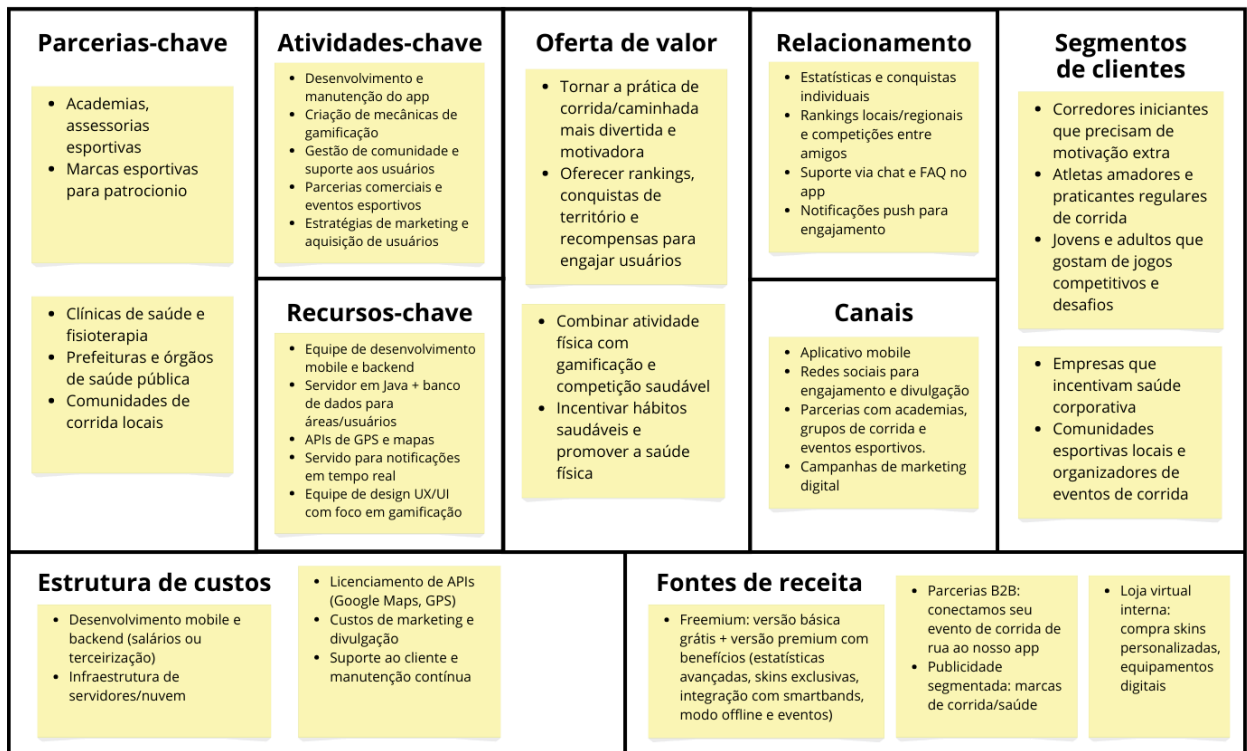 Parcerias-chave
Academias,
assessorias
esportivas
Marcas esportivas
para patrocionio
Clínicas de saúde e
fisioterapia
Prefeituras e órgãos
de saúde pública
Comunidades de
corrida locais
Atividades-chave
Desenvolvimento e
manutenção do app
Criação de mecânicas de
gamificação
Gestão de comunidade e
suporte aos usuários
Parcerias comerciais e
eventos esportivos
Estratégias de marketing e
aquisição de usuários
Recursos-chave
Equipe de desenvolvimento
mobile e backend
Servidor em Java + banco
de dados para
áreas/usuários
APIs de GPS e mapas
Servido para notificações
em tempo real
Equipe de design UX/UI
com foco em gamificação
Oferta de valor
Tornar a prática de
corrida/caminhada
mais divertida e
motivadora
Oferecer rankings,
conquistas de
território e
recompensas para
engajar usuários
Combinar atividade
física com
gamificação e
competição saudável
Incentivar hábitos
saudáveis e
promover a saúde
física
Relacionamento
Estatísticas e conquistas
individuais
Rankings locais/regionais
e competições entre
amigos
Suporte via chat e FAQ no
app
Notificações push para
engajamento
Canais
Aplicativo mobile
Redes sociais para
engajamento e divulgação
Parcerias com academias,
grupos de corrida e
eventos esportivos.
Campanhas de marketing
digital
Segmentos
de clientes
Corredores iniciantes
que precisam de
motivação extra
Atletas amadores e
praticantes regulares
de corrida
Jovens e adultos que
gostam de jogos
competitivos e
desafios
Empresas que
incentivam saúde
corporativa
Comunidades
esportivas locais e
organizadores de
eventos de corrida
Estrutura de custos
Desenvolvimento mobile e
backend (salários ou
terceirização)
Infraestrutura de
servidores/nuvem
Licenciamento de APIs
(Google Maps, GPS)
Custos de marketing e
divulgação
Suporte ao cliente e
manutenção contínua
Fontes de receita
Freemium: versão básica
grátis + versão premium com
benefícios (estatísticas
avançadas, skins exclusivas,
integração com smartbands,
modo offline e eventos)
Parcerias B2B:
conectamos seu
evento de corrida de
rua ao nosso app
Publicidade
segmentada: marcas
de corrida/saúde
Loja virtual
interna:
compra skins
personalizadas,
equipamentos
digitais